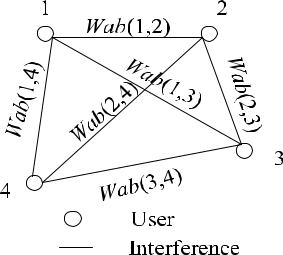 1
2
Wab(1,2)
Wab(1,4)
Wab(2,4)
Wab(1,3)
Wab(2,3)
3
4
Wab(3,4)
User
Interference